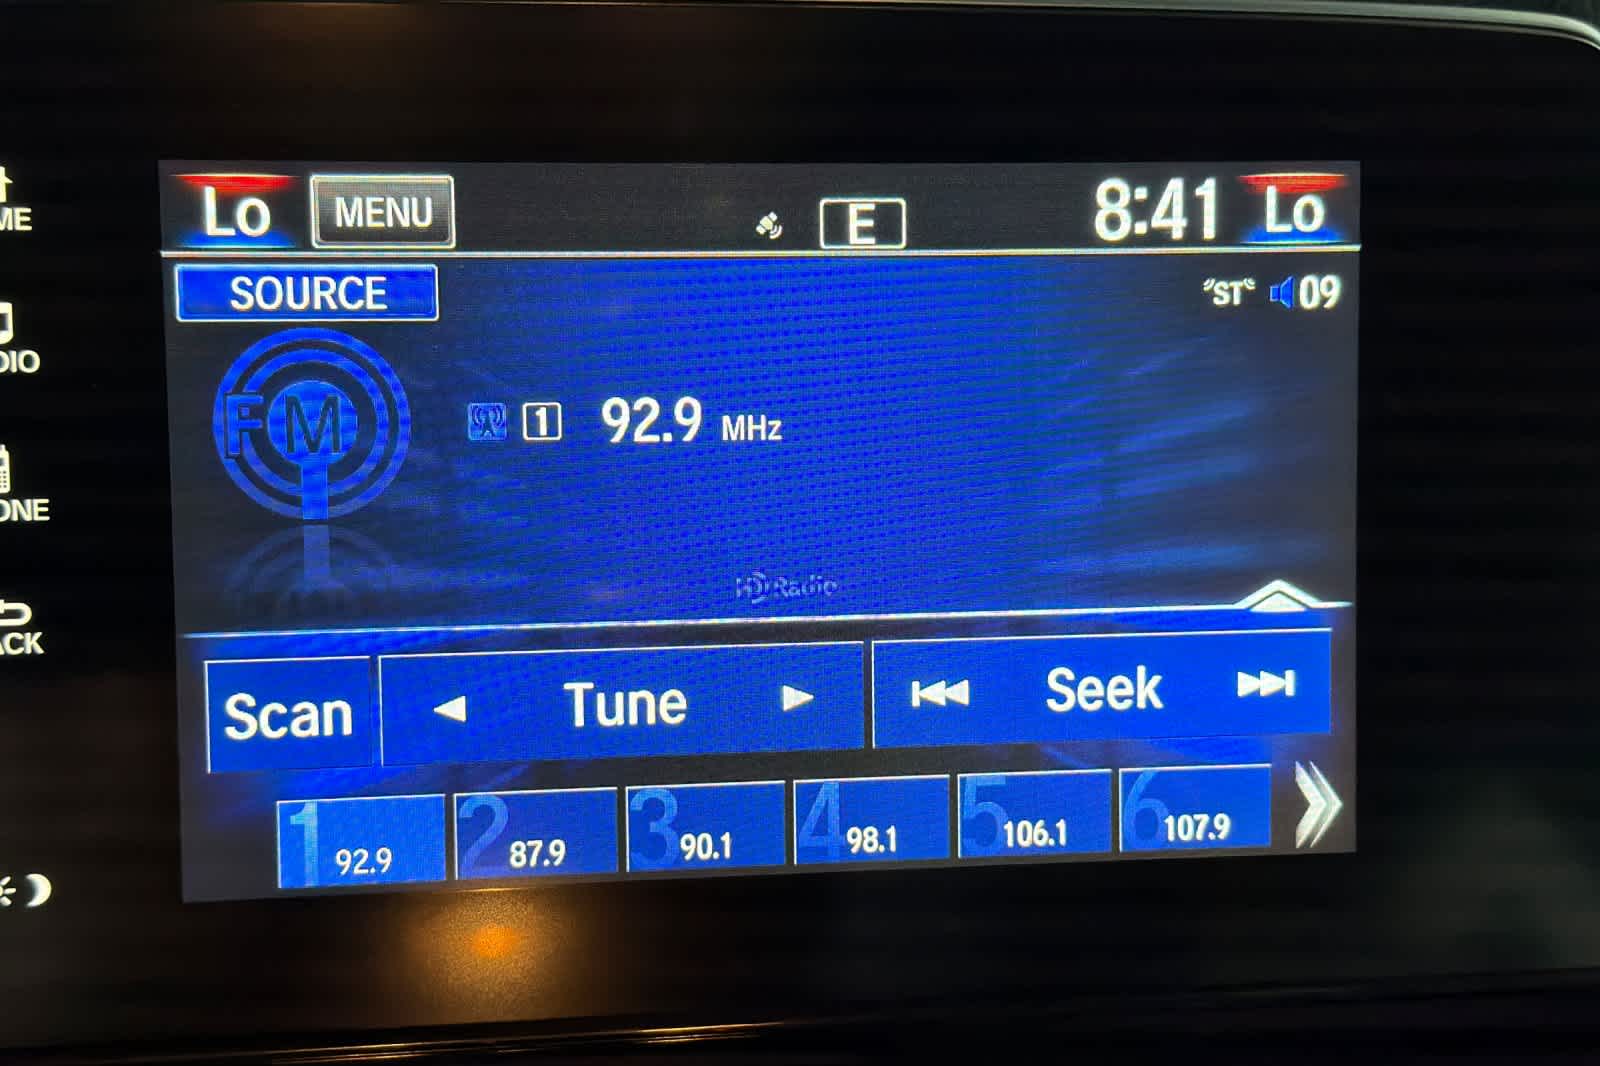 Lo MENU E 8:41 Lo
SOURCE "ST" 09
FM 1 92.9 MHz
HD Radio
Scan Tune Seek
1 92.9 2 87.9 3 90.1 4 98.1 5 106.1 6 107.9
ME
DIO
ONE
ACK